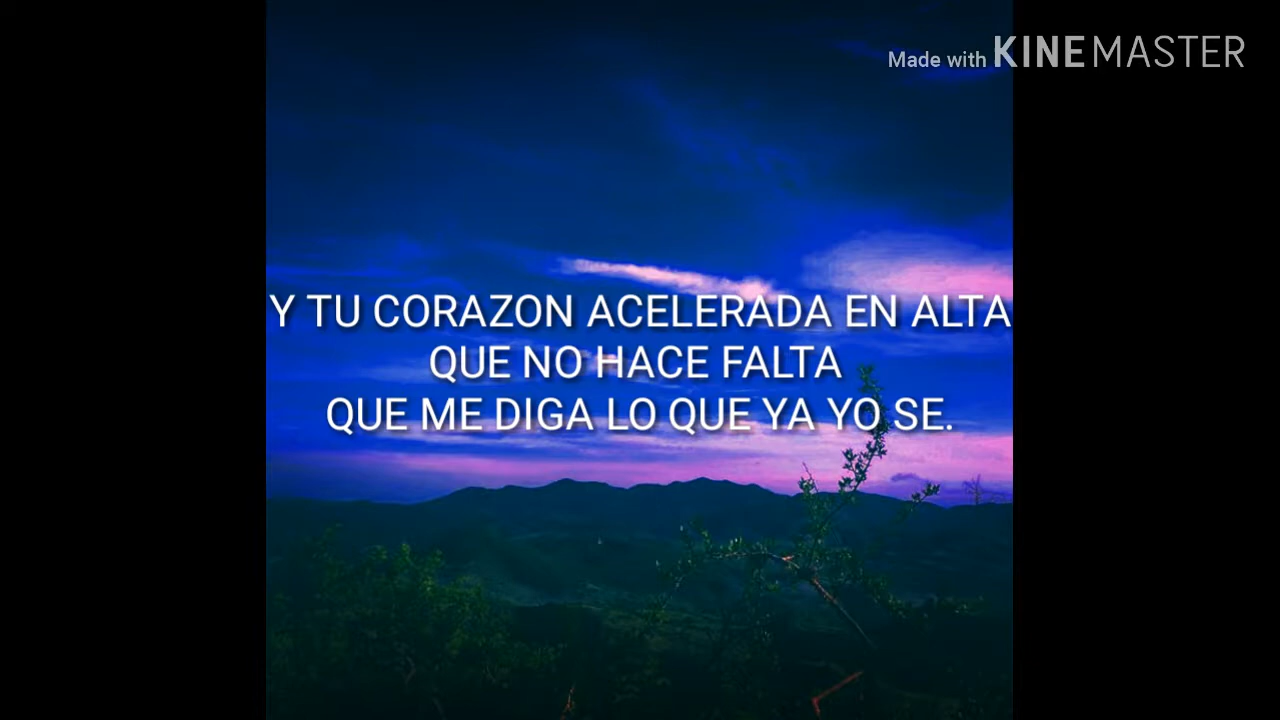 Made with KINEMASTER
Y TU CORAZON ACELERADA EN ALTA
QUE NO HACE FALTA
QUE ME DIGA LO QUE YA YO SE.